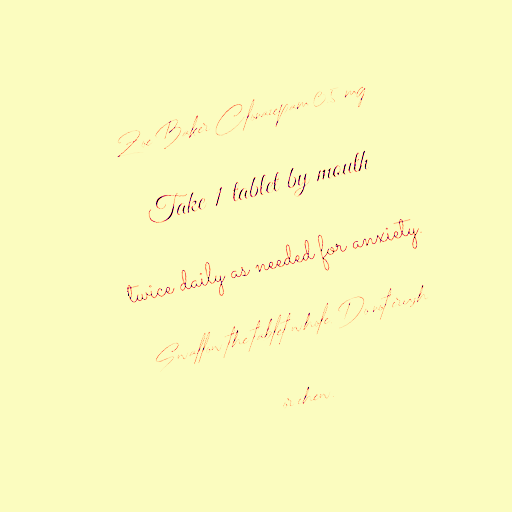 Zoe Baker Clonazepam 0.5 mg
Take 1 tablet by mouth
twice daily as needed for anxiety.
Swallow the tablet whole. Do not crush
or chew.